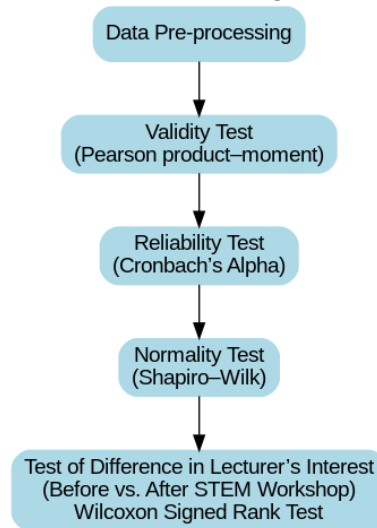 Data Pre-processing
Validity Test
(Pearson product–moment)
Reliability Test
(Cronbach's Alpha)
Normality Test
(Shapiro–Wilk)
Test of Difference in Lecturer's Interest
(Before vs. After STEM Workshop)
Wilcoxon Signed Rank Test